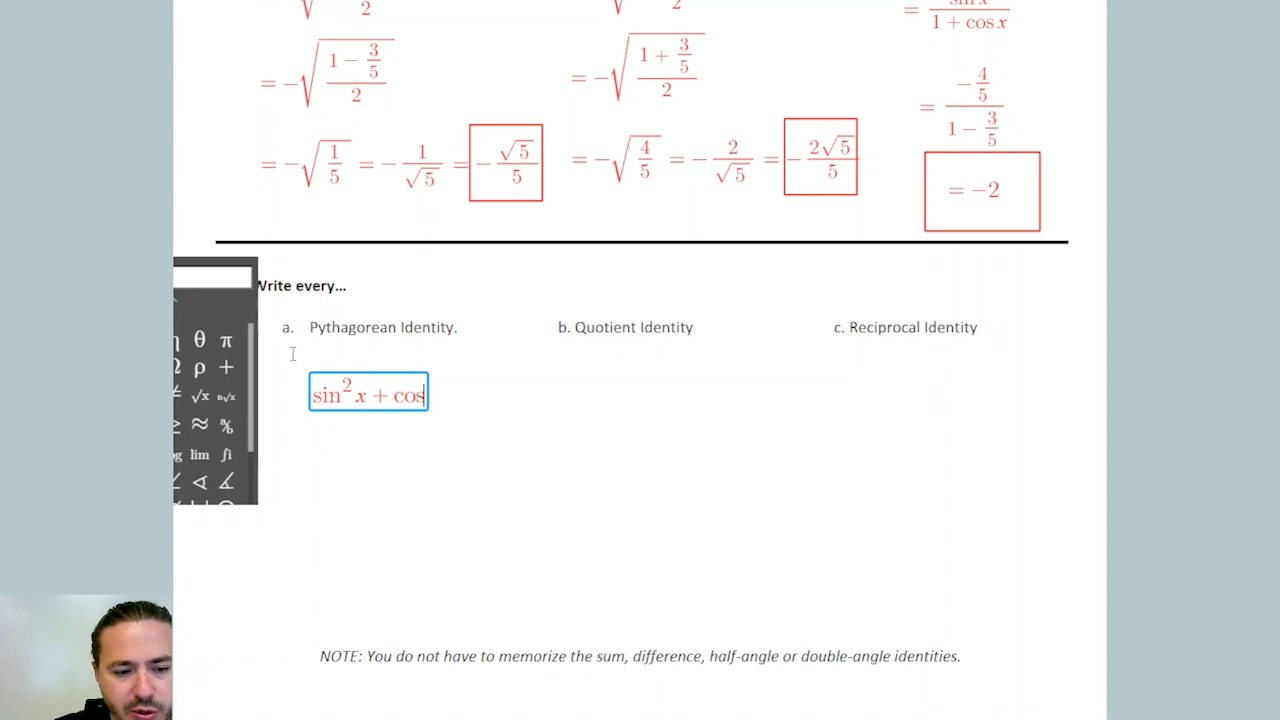 = -√((1 - 3/5)/2)
= -√(1/5) = -1/√5 = -√5/5
= -√((1 + 3/5)/2)
= -√(4/5) = -2/√5 = -2√5/5
= sin x/(1 + cos x)
= (-4/5)/(1 - 3/5)
= -2
Write every...
a. Pythagorean Identity.
b. Quotient Identity
c. Reciprocal Identity
sin² x + cos
θ π
ρ +
√x n√x
≈ a/b
lim ∫i
∢ ∡
NOTE: You do not have to memorize the sum, difference, half-angle or double-angle identities.